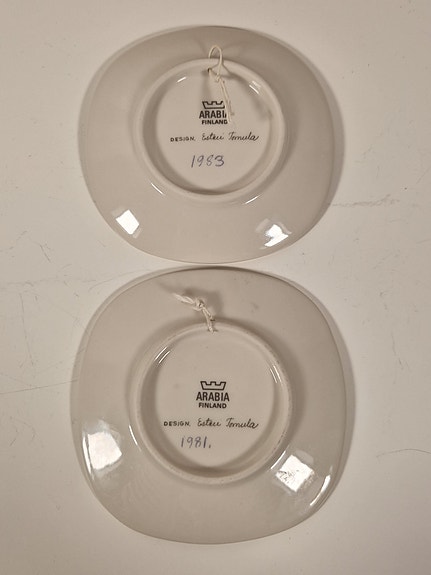 ARABIA
FINLAND
DESIGN. Esteri Tomula
1983
ARABIA
FINLAND
DESIGN. Esteri Tomula
1981.